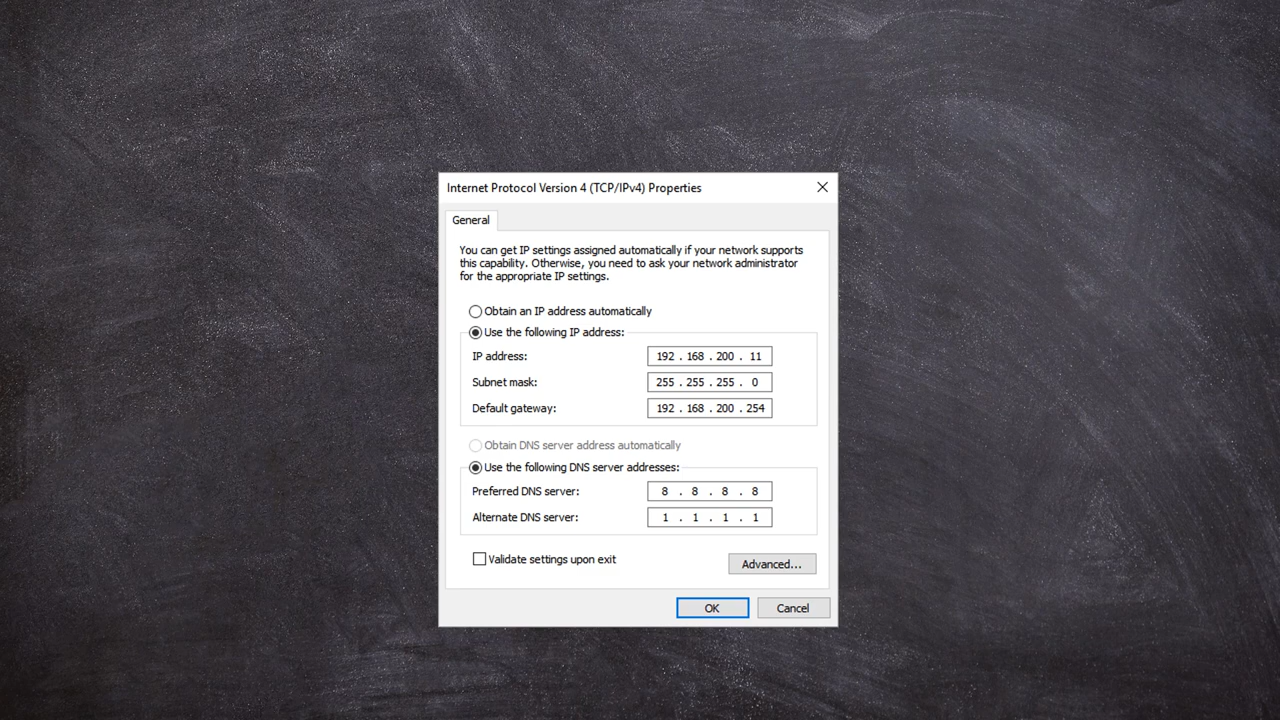 Internet Protocol Version 4 (TCP/IPv4) Properties
General
You can get IP settings assigned automatically if your network supports
this capability. Otherwise, you need to ask your network administrator
for the appropriate IP settings.
Obtain an IP address automatically
Use the following IP address:
IP address: 192 . 168 . 200 . 11
Subnet mask: 255 . 255 . 255 . 0
Default gateway: 192 . 168 . 200 . 254
Obtain DNS server address automatically
Use the following DNS server addresses:
Preferred DNS server: 8 . 8 . 8 . 8
Alternate DNS server: 1 . 1 . 1 . 1
Validate settings upon exit
Advanced...
OK Cancel